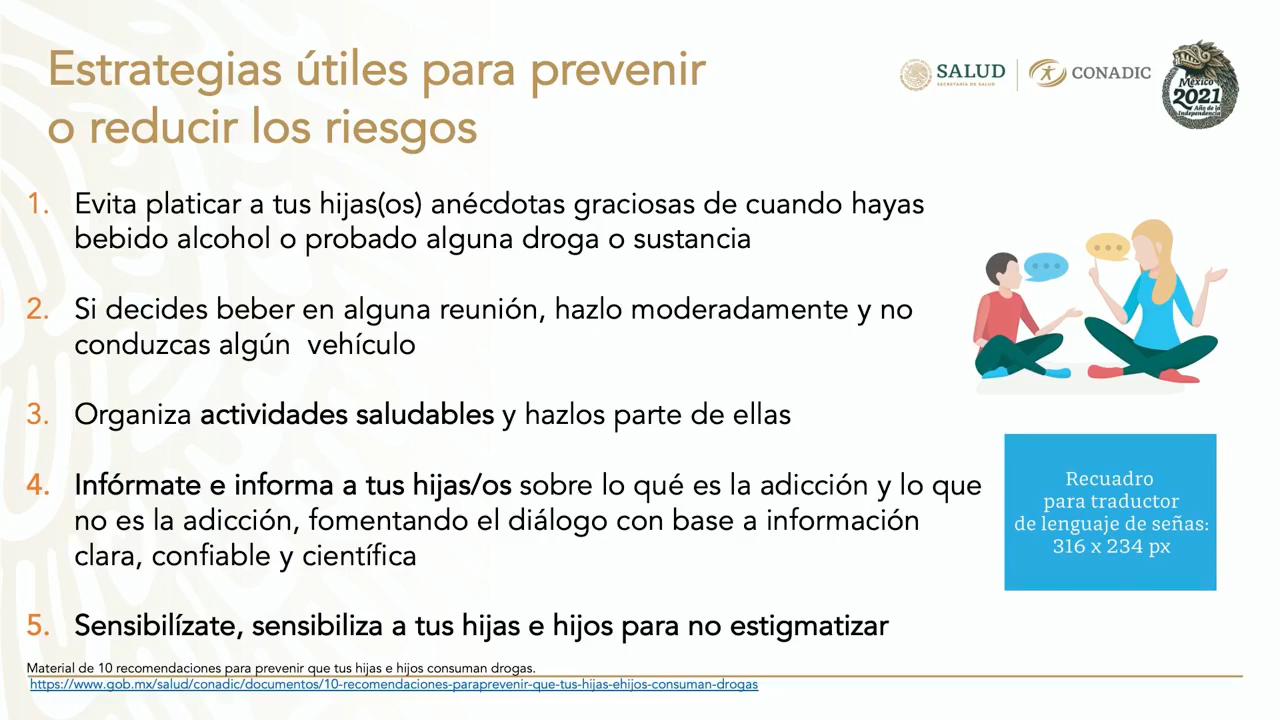 Estrategias útiles para prevenir
o reducir los riesgos
SALUD
SECRETARÍA DE SALUD
CONADIC
México
2021
Año de la
Independencia
1. Evita platicar a tus hijas(os) anécdotas graciosas de cuando hayas
bebido alcohol o probado alguna droga o sustancia
2. Si decides beber en alguna reunión, hazlo moderadamente y no
conduzcas algún vehículo
3. Organiza actividades saludables y hazlos parte de ellas
4. Infórmate e informa a tus hijas/os sobre lo qué es la adicción y lo que
no es la adicción, fomentando el diálogo con base a información
clara, confiable y científica
5. Sensibilízate, sensibiliza a tus hijas e hijos para no estigmatizar
Recuadro
para traductor
de lenguaje de señas:
316 x 234 px
Material de 10 recomendaciones para prevenir que tus hijas e hijos consuman drogas.
https://www.gob.mx/salud/conadic/documentos/10-recomendaciones-paraprevenir-que-tus-hijas-ehijos-consuman-drogas